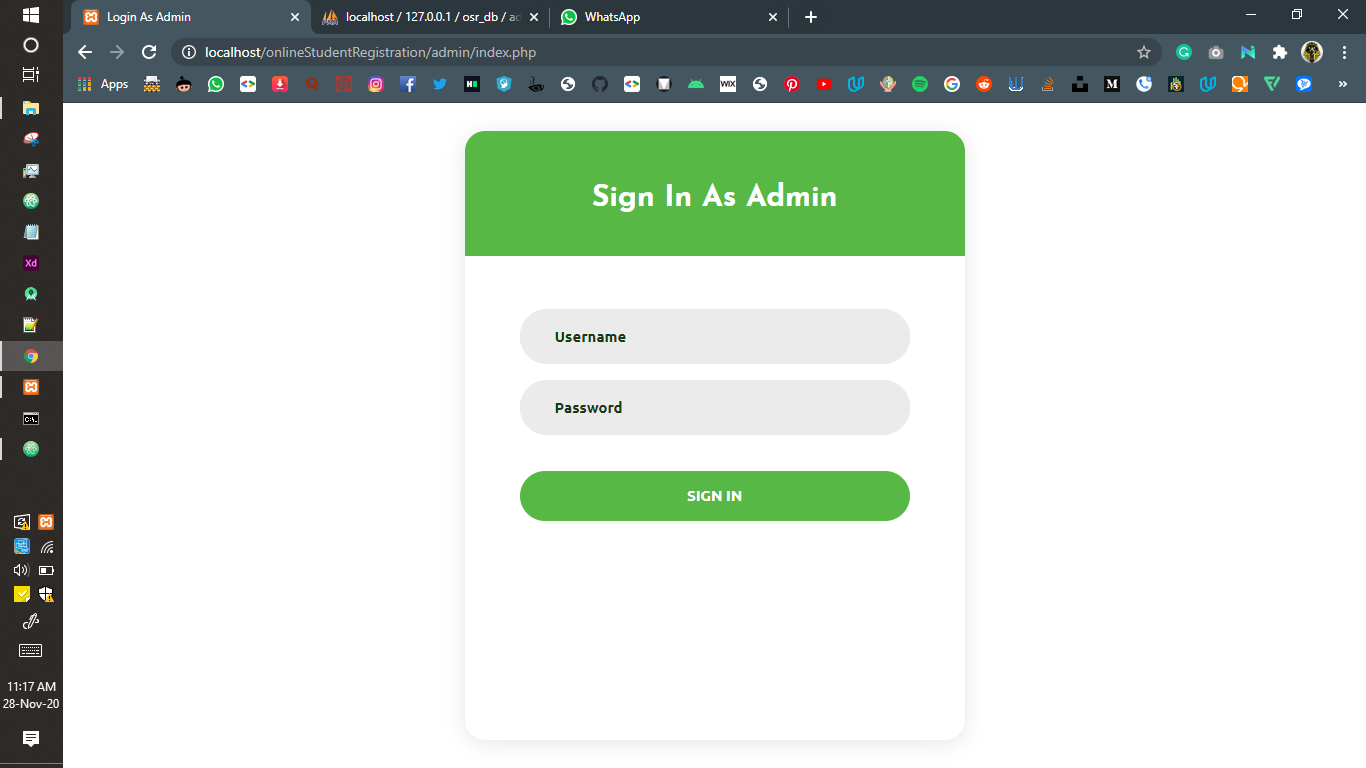 Login As Admin
localhost / 127.0.0.1 / osr_db / ad
WhatsApp
localhost/onlineStudentRegistration/admin/index.php
Apps
Sign In As Admin
Username
Password
SIGN IN
11:17 AM
28-Nov-20